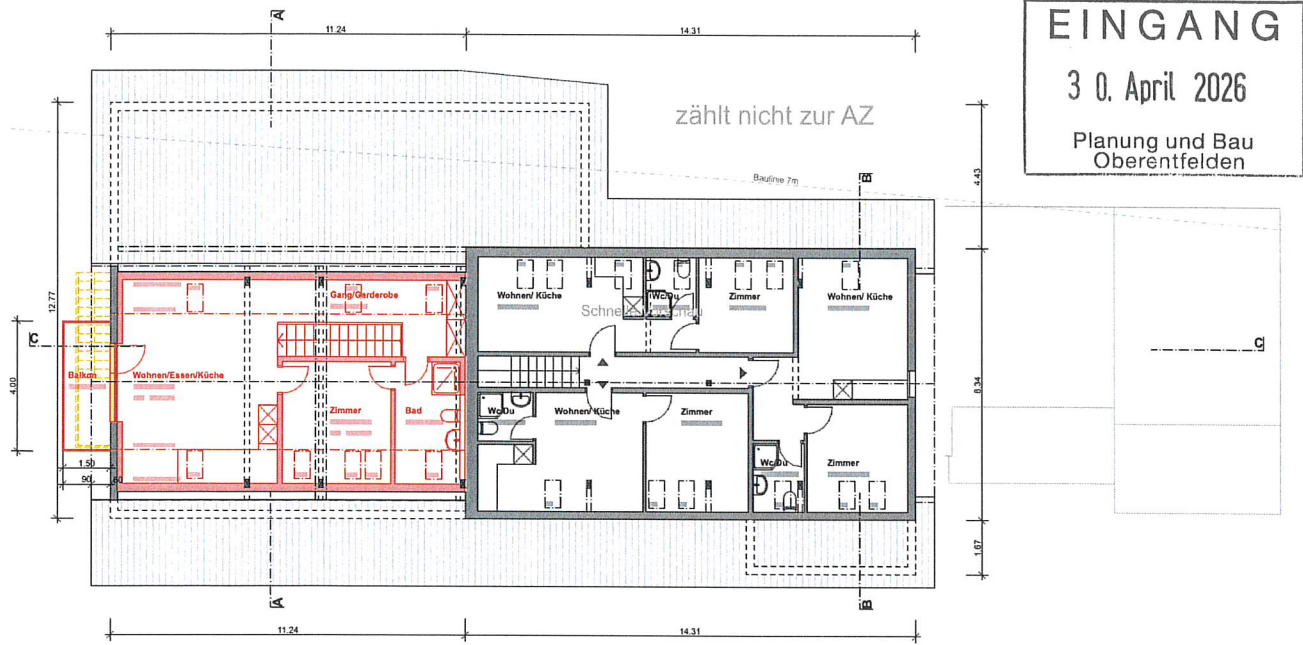 EINGANG
3 0. April 2026
Planung und Bau
Oberentfelden
A
11.24
14.31
zählt nicht zur AZ
Baulinie 7m
B
4.43
12.77
Gang/Garderobe
Wohnen/ Küche
Wc/Du
Zimmer
Wohnen/ Küche
C
C
4.00
Balkon
Wohnen/Essen/Küche
Zimmer
Bad
Wc/Du
Wohnen/ Küche
Zimmer
8.34
Wc/Du
Zimmer
1.50
90
60
1.67
A
B
11.24
14.31